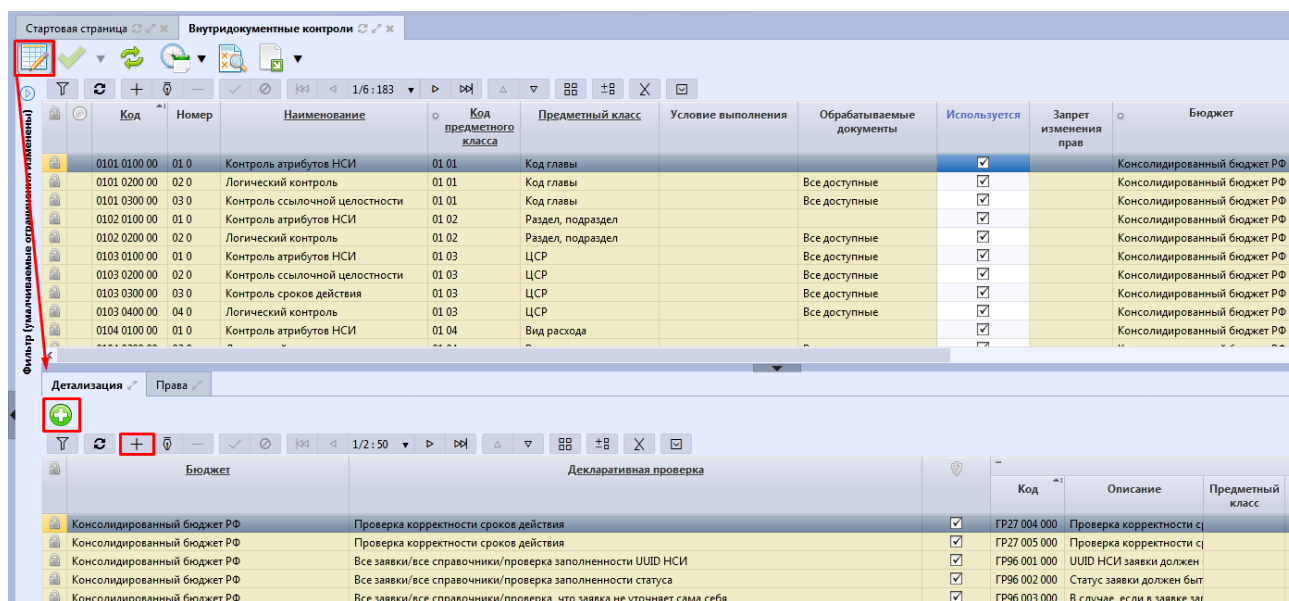 Стартовая страница
Внутридокументные контроли
1/6 : 183
Фильтр (умалчиваемые ограничения изменены)
Код Номер Наименование Код предметного класса Предметный класс Условие выполнения Обрабатываемые документы Используется Запрет изменения прав Бюджет
0101 0100 00 01 0 Контроль атрибутов НСИ 01 01 Код главы Консолидированный бюджет РФ
0101 0200 00 02 0 Логический контроль 01 01 Код главы Все доступные Консолидированный бюджет РФ
0101 0300 00 03 0 Контроль ссылочной целостности 01 01 Код главы Все доступные Консолидированный бюджет РФ
0102 0100 00 01 0 Контроль атрибутов НСИ 01 02 Раздел, подраздел Консолидированный бюджет РФ
0102 0200 00 02 0 Логический контроль 01 02 Раздел, подраздел Все доступные Консолидированный бюджет РФ
0103 0100 00 01 0 Контроль атрибутов НСИ 01 03 ЦСР Все доступные Консолидированный бюджет РФ
0103 0200 00 02 0 Контроль ссылочной целостности 01 03 ЦСР Все доступные Консолидированный бюджет РФ
0103 0300 00 03 0 Контроль сроков действия 01 03 ЦСР Все доступные Консолидированный бюджет РФ
0103 0400 00 04 0 Логический контроль 01 03 ЦСР Все доступные Консолидированный бюджет РФ
0104 0100 00 01 0 Контроль атрибутов НСИ 01 04 Вид расхода Консолидированный бюджет РФ
Детализация
Права
1/2 : 50
Бюджет Декларативная проверка Код Описание Предметный класс
Консолидированный бюджет РФ Проверка корректности сроков действия ГР27 004 000 Проверка корректности
Консолидированный бюджет РФ Проверка корректности сроков действия ГР27 005 000 Проверка корректности
Консолидированный бюджет РФ Все заявки/все справочники/проверка заполненности UUID НСИ ГР96 001 000 UUID НСИ заявки должен
Консолидированный бюджет РФ Все заявки/все справочники/проверка заполненности статуса ГР96 002 000 Статус заявки должен быт
Консолидированный бюджет РФ Все заявки/все справочники/проверка, что заявка не уточняет сама себя ГР96 003 000 В случае, если в заявке